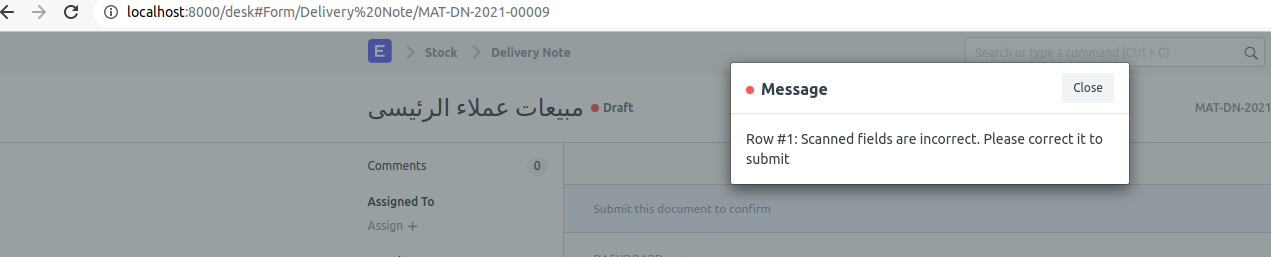 localhost:8000/desk#Form/Delivery%20Note/MAT-DN-2021-00009
E Stock Delivery Note Search or type a command (Ctrl + G)
مبيعات عملاء الرئيسى Draft MAT-DN-2021
Message Close
Row #1: Scanned fields are incorrect. Please correct it to
submit
Comments 0
Assigned To
Assign +
Submit this document to confirm